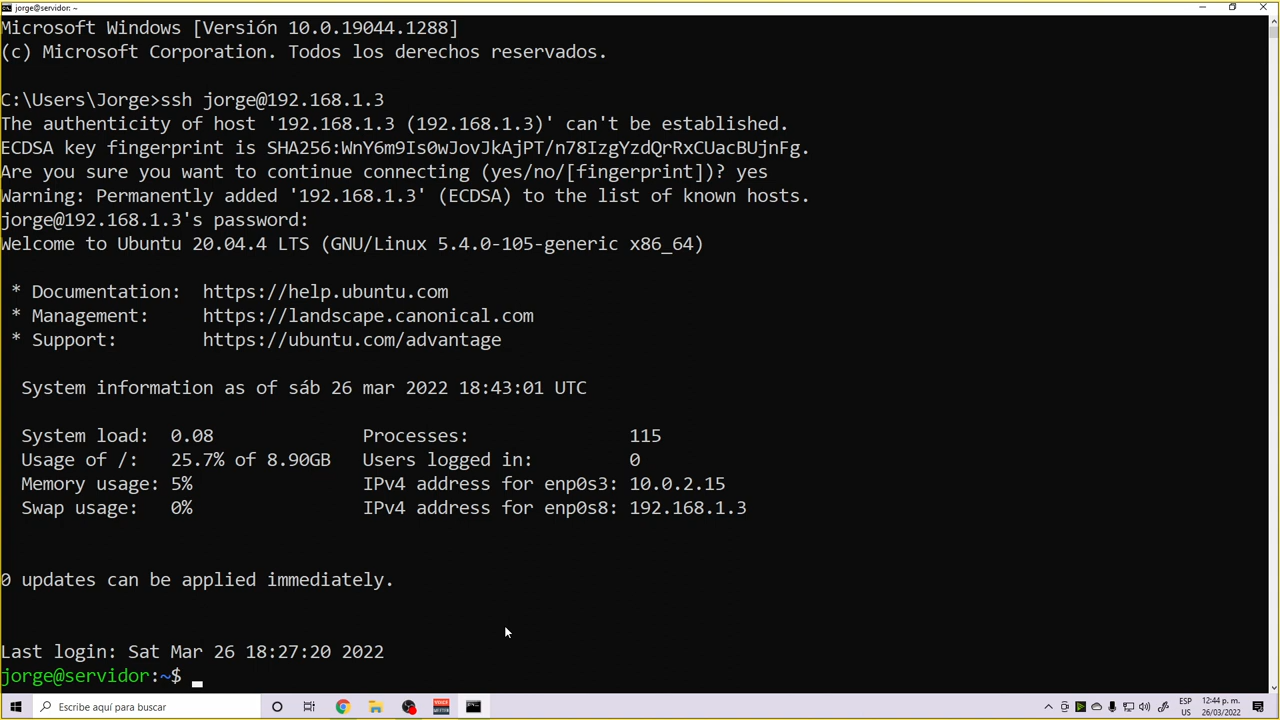 jorge@servidor: ~
Microsoft Windows [Versión 10.0.19044.1288]
(c) Microsoft Corporation. Todos los derechos reservados.
C:\Users\Jorge>ssh jorge@192.168.1.3
The authenticity of host '192.168.1.3 (192.168.1.3)' can't be established.
ECDSA key fingerprint is SHA256:WnY6m9Is0wJovJkAjPT/n78IzgYzdQrRxCUacBUjnFg.
Are you sure you want to continue connecting (yes/no/[fingerprint])? yes
Warning: Permanently added '192.168.1.3' (ECDSA) to the list of known hosts.
jorge@192.168.1.3's password:
Welcome to Ubuntu 20.04.4 LTS (GNU/Linux 5.4.0-105-generic x86_64)
* Documentation:  https://help.ubuntu.com
* Management:     https://landscape.canonical.com
* Support:        https://ubuntu.com/advantage
System information as of sáb 26 mar 2022 18:43:01 UTC
System load:  0.08               Processes:               115
Usage of /:   25.7% of 8.90GB   Users logged in:         0
Memory usage: 5%                IPv4 address for enp0s3: 10.0.2.15
Swap usage:   0%                IPv4 address for enp0s8: 192.168.1.3
0 updates can be applied immediately.
Last login: Sat Mar 26 18:27:20 2022
jorge@servidor:~$
Escribe aquí para buscar
ESP
US
12:44 p. m.
26/03/2022